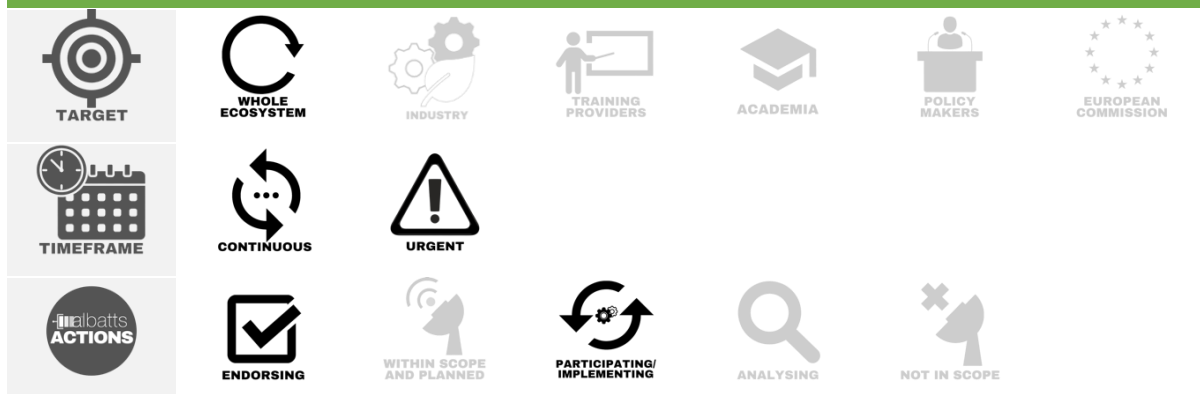 TARGET
WHOLE
ECOSYSTEM
INDUSTRY
TRAINING
PROVIDERS
ACADEMIA
POLICY
MAKERS
EUROPEAN
COMMISSION
TIMEFRAME
CONTINUOUS
URGENT
albatts
ACTIONS
ENDORSING
WITHIN SCOPE
AND PLANNED
PARTICIPATING/
IMPLEMENTING
ANALYSING
NOT IN SCOPE